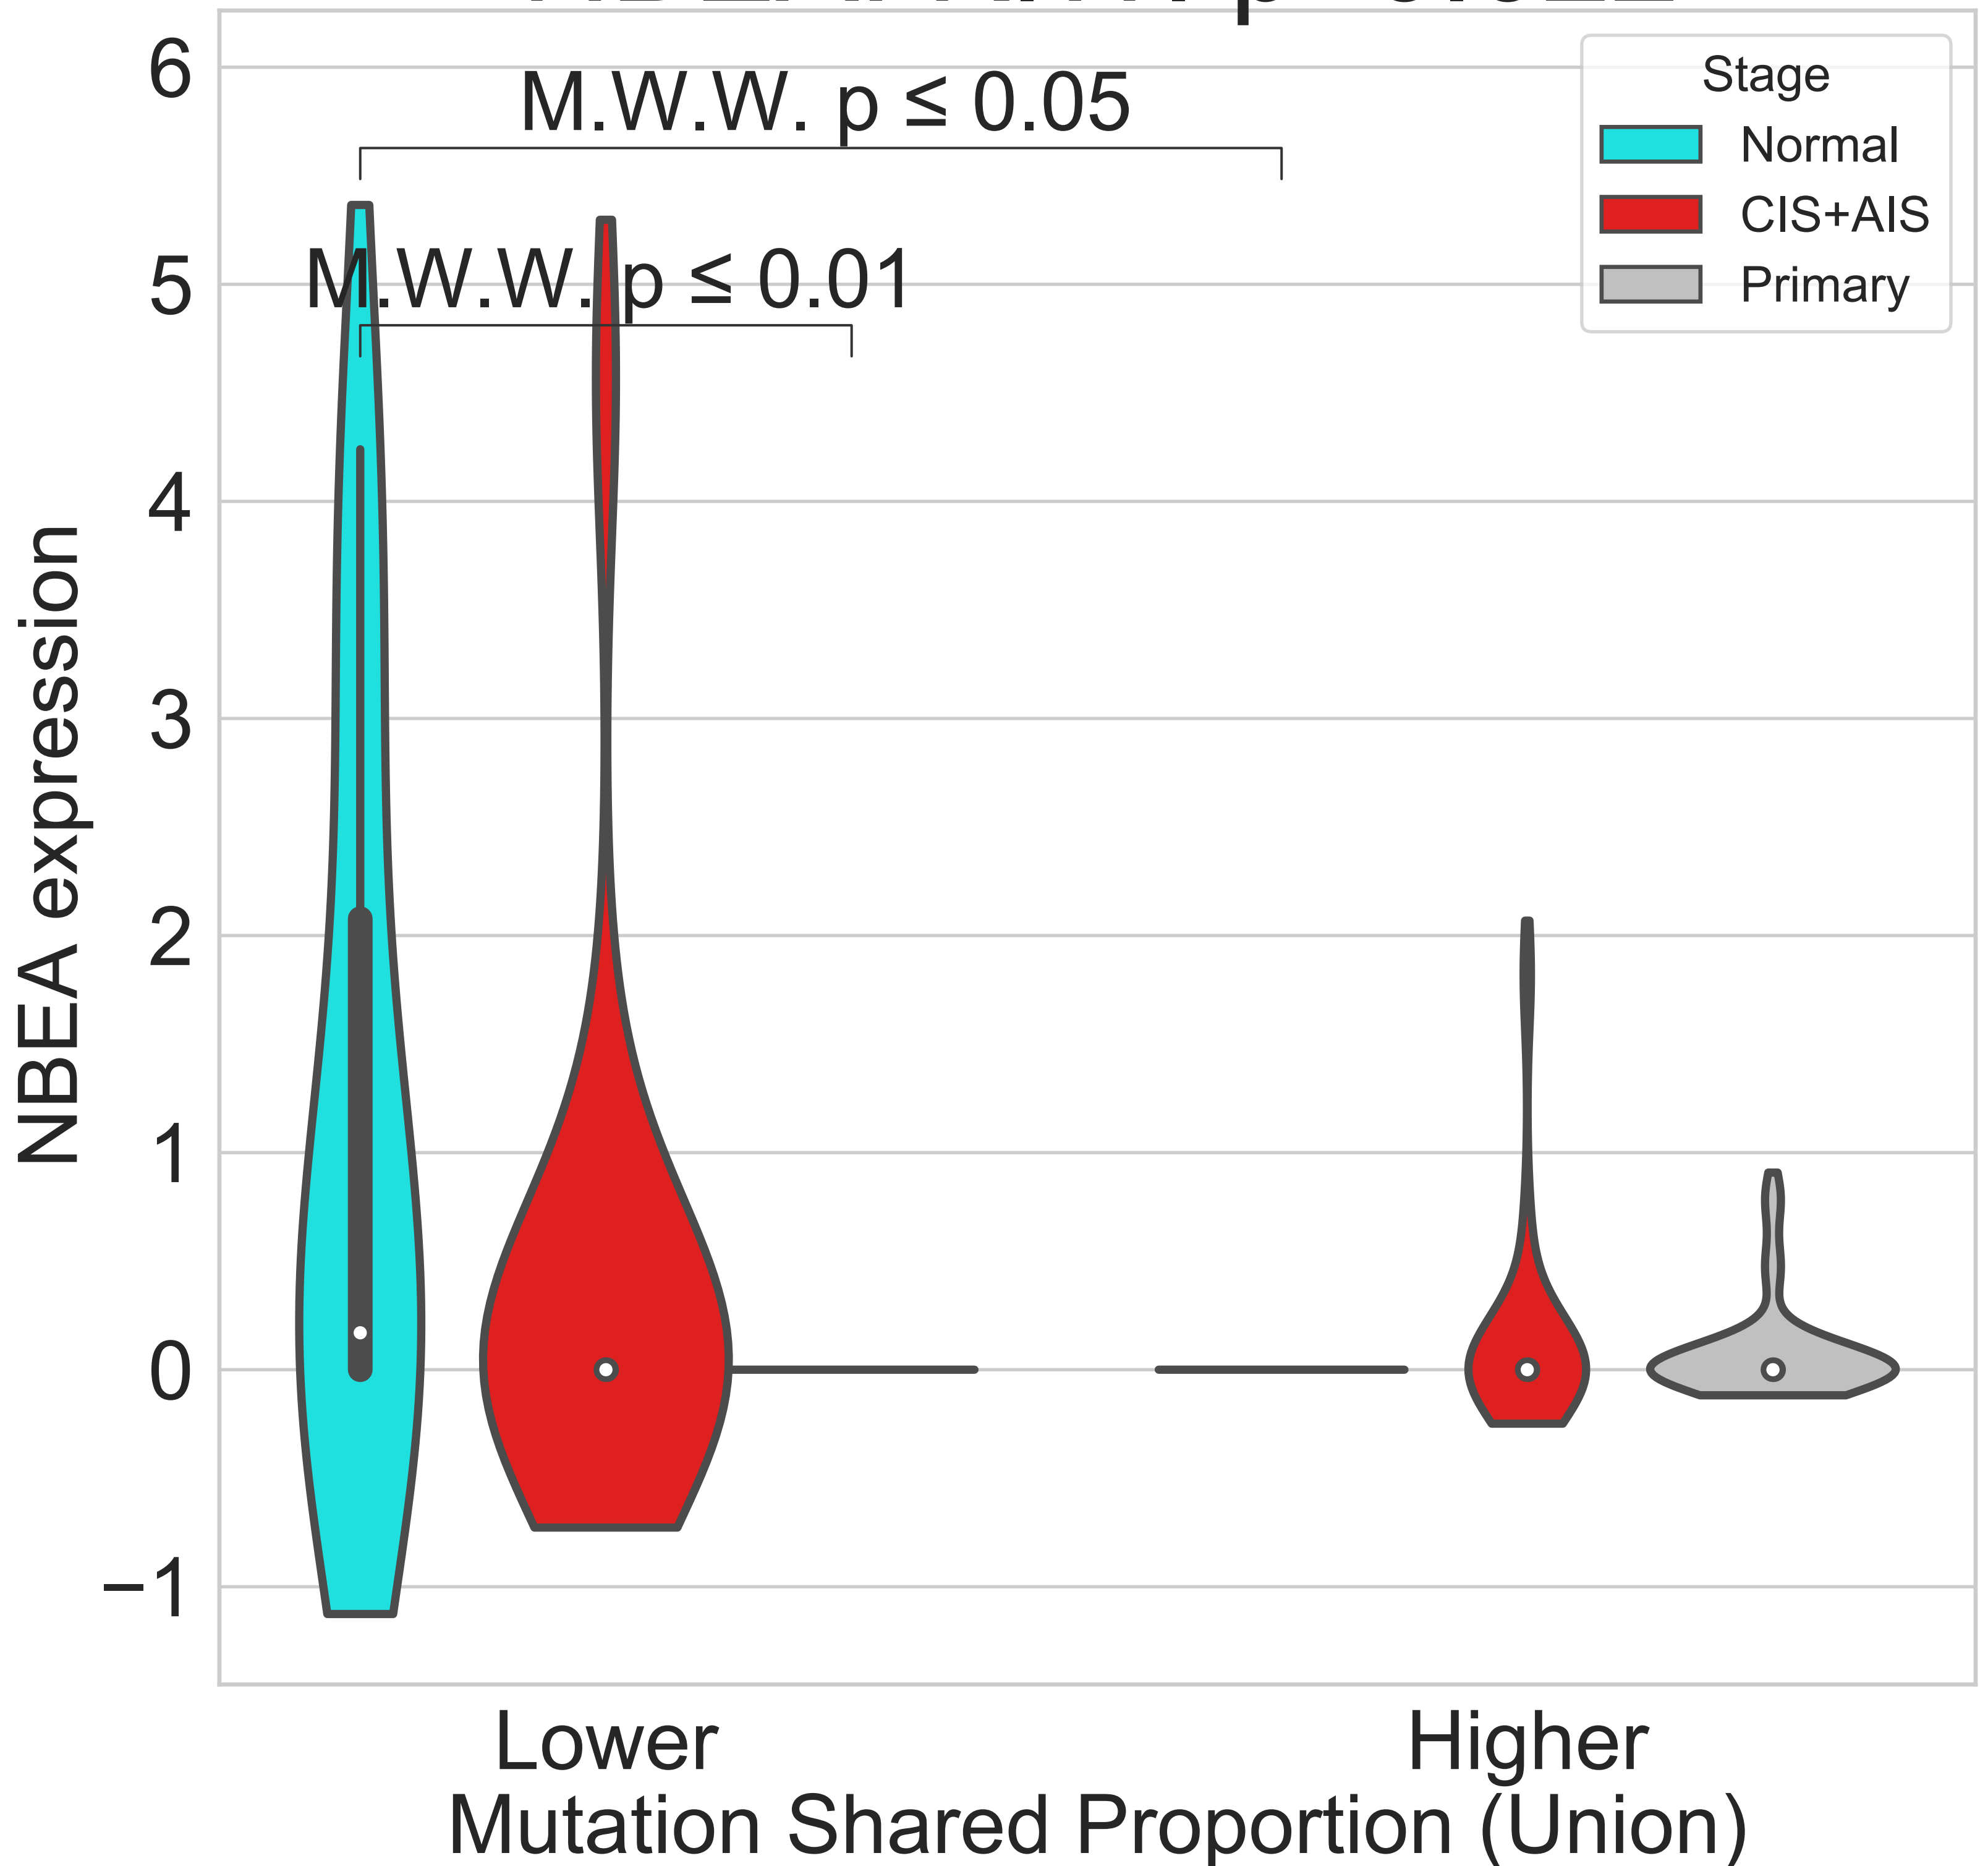 6
5
4
3
2
1
0
−1
NBEA expression
M.W.W. p ≤ 0.05
M.W.W. p ≤ 0.01
Stage
Normal
CIS+AIS
Primary
Lower
Higher
Mutation Shared Proportion (Union)